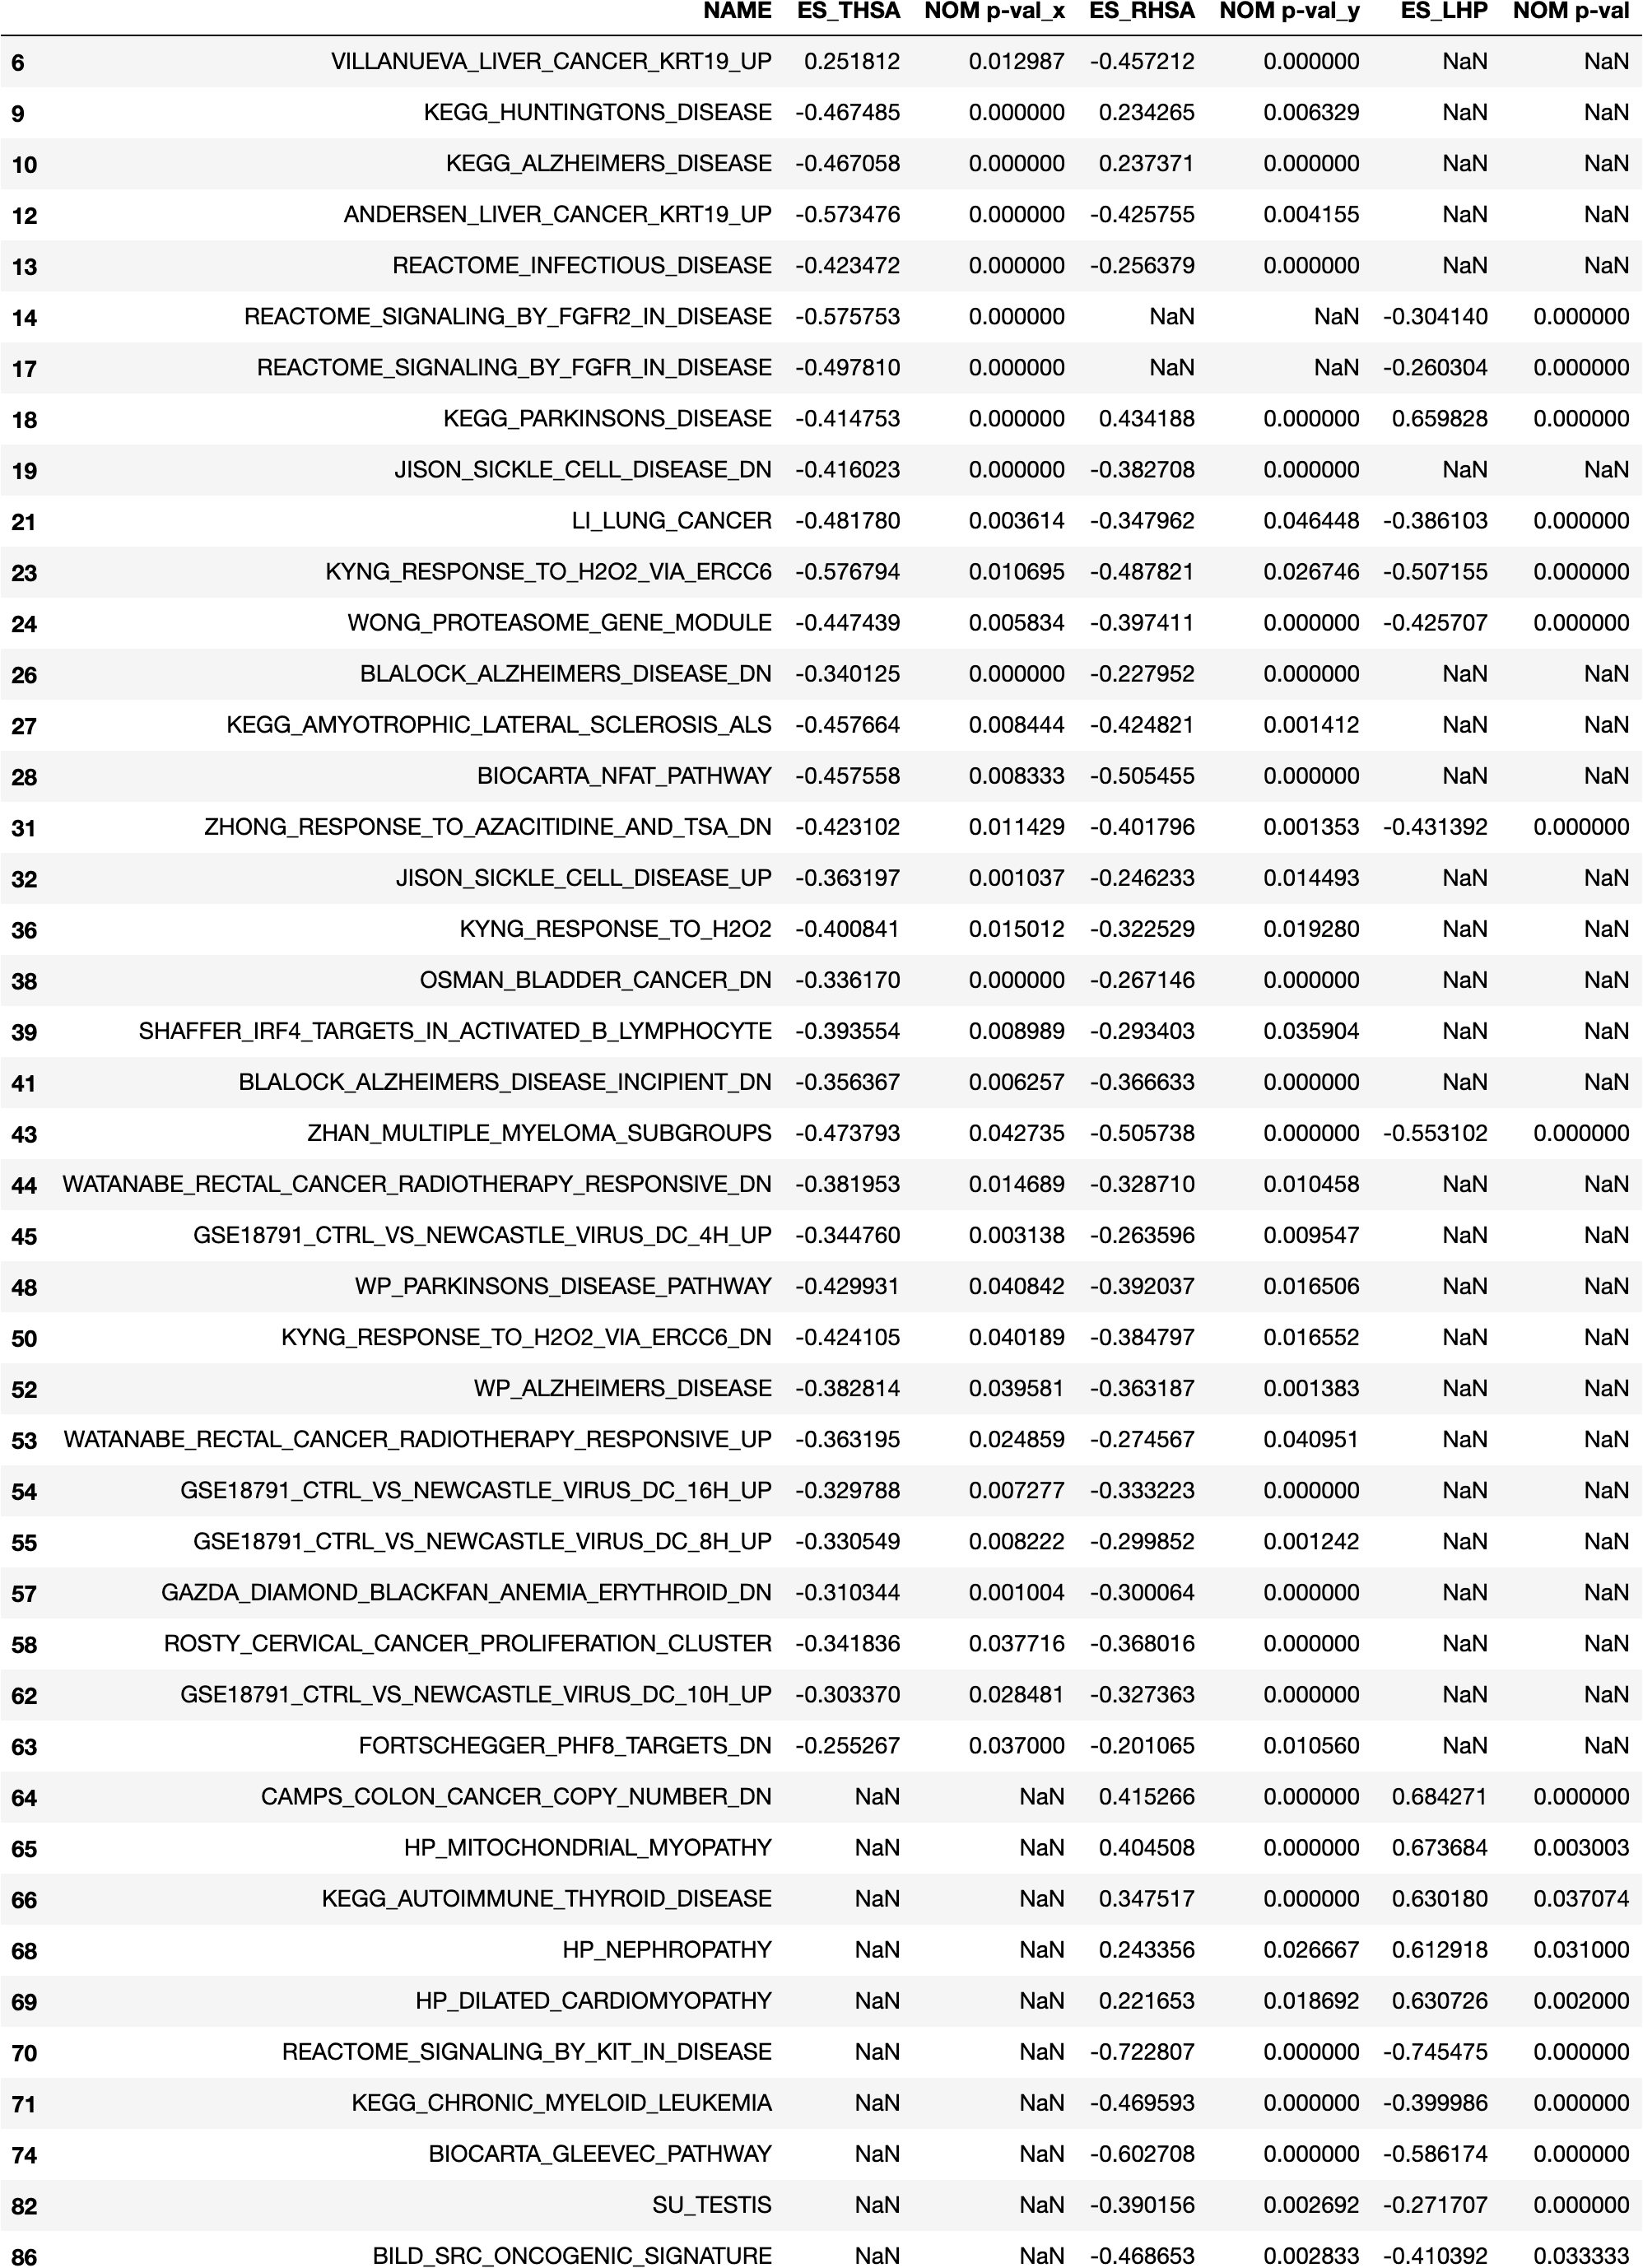 NAME ES_THSA NOM p-val_x ES_RHSA NOM p-val_y ES_LHP NOM p-val
6 VILLANUEVA_LIVER_CANCER_KRT19_UP 0.251812 0.012987 -0.457212 0.000000 NaN NaN
9 KEGG_HUNTINGTONS_DISEASE -0.467485 0.000000 0.234265 0.006329 NaN NaN
10 KEGG_ALZHEIMERS_DISEASE -0.467058 0.000000 0.237371 0.000000 NaN NaN
12 ANDERSEN_LIVER_CANCER_KRT19_UP -0.573476 0.000000 -0.425755 0.004155 NaN NaN
13 REACTOME_INFECTIOUS_DISEASE -0.423472 0.000000 -0.256379 0.000000 NaN NaN
14 REACTOME_SIGNALING_BY_FGFR2_IN_DISEASE -0.575753 0.000000 NaN NaN -0.304140 0.000000
17 REACTOME_SIGNALING_BY_FGFR_IN_DISEASE -0.497810 0.000000 NaN NaN -0.260304 0.000000
18 KEGG_PARKINSONS_DISEASE -0.414753 0.000000 0.434188 0.000000 0.659828 0.000000
19 JISON_SICKLE_CELL_DISEASE_DN -0.416023 0.000000 -0.382708 0.000000 NaN NaN
21 LI_LUNG_CANCER -0.481780 0.003614 -0.347962 0.046448 -0.386103 0.000000
23 KYNG_RESPONSE_TO_H2O2_VIA_ERCC6 -0.576794 0.010695 -0.487821 0.026746 -0.507155 0.000000
24 WONG_PROTEASOME_GENE_MODULE -0.447439 0.005834 -0.397411 0.000000 -0.425707 0.000000
26 BLALOCK_ALZHEIMERS_DISEASE_DN -0.340125 0.000000 -0.227952 0.000000 NaN NaN
27 KEGG_AMYOTROPHIC_LATERAL_SCLEROSIS_ALS -0.457664 0.008444 -0.424821 0.001412 NaN NaN
28 BIOCARTA_NFAT_PATHWAY -0.457558 0.008333 -0.505455 0.000000 NaN NaN
31 ZHONG_RESPONSE_TO_AZACITIDINE_AND_TSA_DN -0.423102 0.011429 -0.401796 0.001353 -0.431392 0.000000
32 JISON_SICKLE_CELL_DISEASE_UP -0.363197 0.001037 -0.246233 0.014493 NaN NaN
36 KYNG_RESPONSE_TO_H2O2 -0.400841 0.015012 -0.322529 0.019280 NaN NaN
38 OSMAN_BLADDER_CANCER_DN -0.336170 0.000000 -0.267146 0.000000 NaN NaN
39 SHAFFER_IRF4_TARGETS_IN_ACTIVATED_B_LYMPHOCYTE -0.393554 0.008989 -0.293403 0.035904 NaN NaN
41 BLALOCK_ALZHEIMERS_DISEASE_INCIPIENT_DN -0.356367 0.006257 -0.366633 0.000000 NaN NaN
43 ZHAN_MULTIPLE_MYELOMA_SUBGROUPS -0.473793 0.042735 -0.505738 0.000000 -0.553102 0.000000
44 WATANABE_RECTAL_CANCER_RADIOTHERAPY_RESPONSIVE_DN -0.381953 0.014689 -0.328710 0.010458 NaN NaN
45 GSE18791_CTRL_VS_NEWCASTLE_VIRUS_DC_4H_UP -0.344760 0.003138 -0.263596 0.009547 NaN NaN
48 WP_PARKINSONS_DISEASE_PATHWAY -0.429931 0.040842 -0.392037 0.016506 NaN NaN
50 KYNG_RESPONSE_TO_H2O2_VIA_ERCC6_DN -0.424105 0.040189 -0.384797 0.016552 NaN NaN
52 WP_ALZHEIMERS_DISEASE -0.382814 0.039581 -0.363187 0.001383 NaN NaN
53 WATANABE_RECTAL_CANCER_RADIOTHERAPY_RESPONSIVE_UP -0.363195 0.024859 -0.274567 0.040951 NaN NaN
54 GSE18791_CTRL_VS_NEWCASTLE_VIRUS_DC_16H_UP -0.329788 0.007277 -0.333223 0.000000 NaN NaN
55 GSE18791_CTRL_VS_NEWCASTLE_VIRUS_DC_8H_UP -0.330549 0.008222 -0.299852 0.001242 NaN NaN
57 GAZDA_DIAMOND_BLACKFAN_ANEMIA_ERYTHROID_DN -0.310344 0.001004 -0.300064 0.000000 NaN NaN
58 ROSTY_CERVICAL_CANCER_PROLIFERATION_CLUSTER -0.341836 0.037716 -0.368016 0.000000 NaN NaN
62 GSE18791_CTRL_VS_NEWCASTLE_VIRUS_DC_10H_UP -0.303370 0.028481 -0.327363 0.000000 NaN NaN
63 FORTSCHEGGER_PHF8_TARGETS_DN -0.255267 0.037000 -0.201065 0.010560 NaN NaN
64 CAMPS_COLON_CANCER_COPY_NUMBER_DN NaN NaN 0.415266 0.000000 0.684271 0.000000
65 HP_MITOCHONDRIAL_MYOPATHY NaN NaN 0.404508 0.000000 0.673684 0.003003
66 KEGG_AUTOIMMUNE_THYROID_DISEASE NaN NaN 0.347517 0.000000 0.630180 0.037074
68 HP_NEPHROPATHY NaN NaN 0.243356 0.026667 0.612918 0.031000
69 HP_DILATED_CARDIOMYOPATHY NaN NaN 0.221653 0.018692 0.630726 0.002000
70 REACTOME_SIGNALING_BY_KIT_IN_DISEASE NaN NaN -0.722807 0.000000 -0.745475 0.000000
71 KEGG_CHRONIC_MYELOID_LEUKEMIA NaN NaN -0.469593 0.000000 -0.399986 0.000000
74 BIOCARTA_GLEEVEC_PATHWAY NaN NaN -0.602708 0.000000 -0.586174 0.000000
82 SU_TESTIS NaN NaN -0.390156 0.002692 -0.271707 0.000000
86 BILD_SRC_ONCOGENIC_SIGNATURE NaN NaN -0.468653 0.002833 -0.410392 0.033333